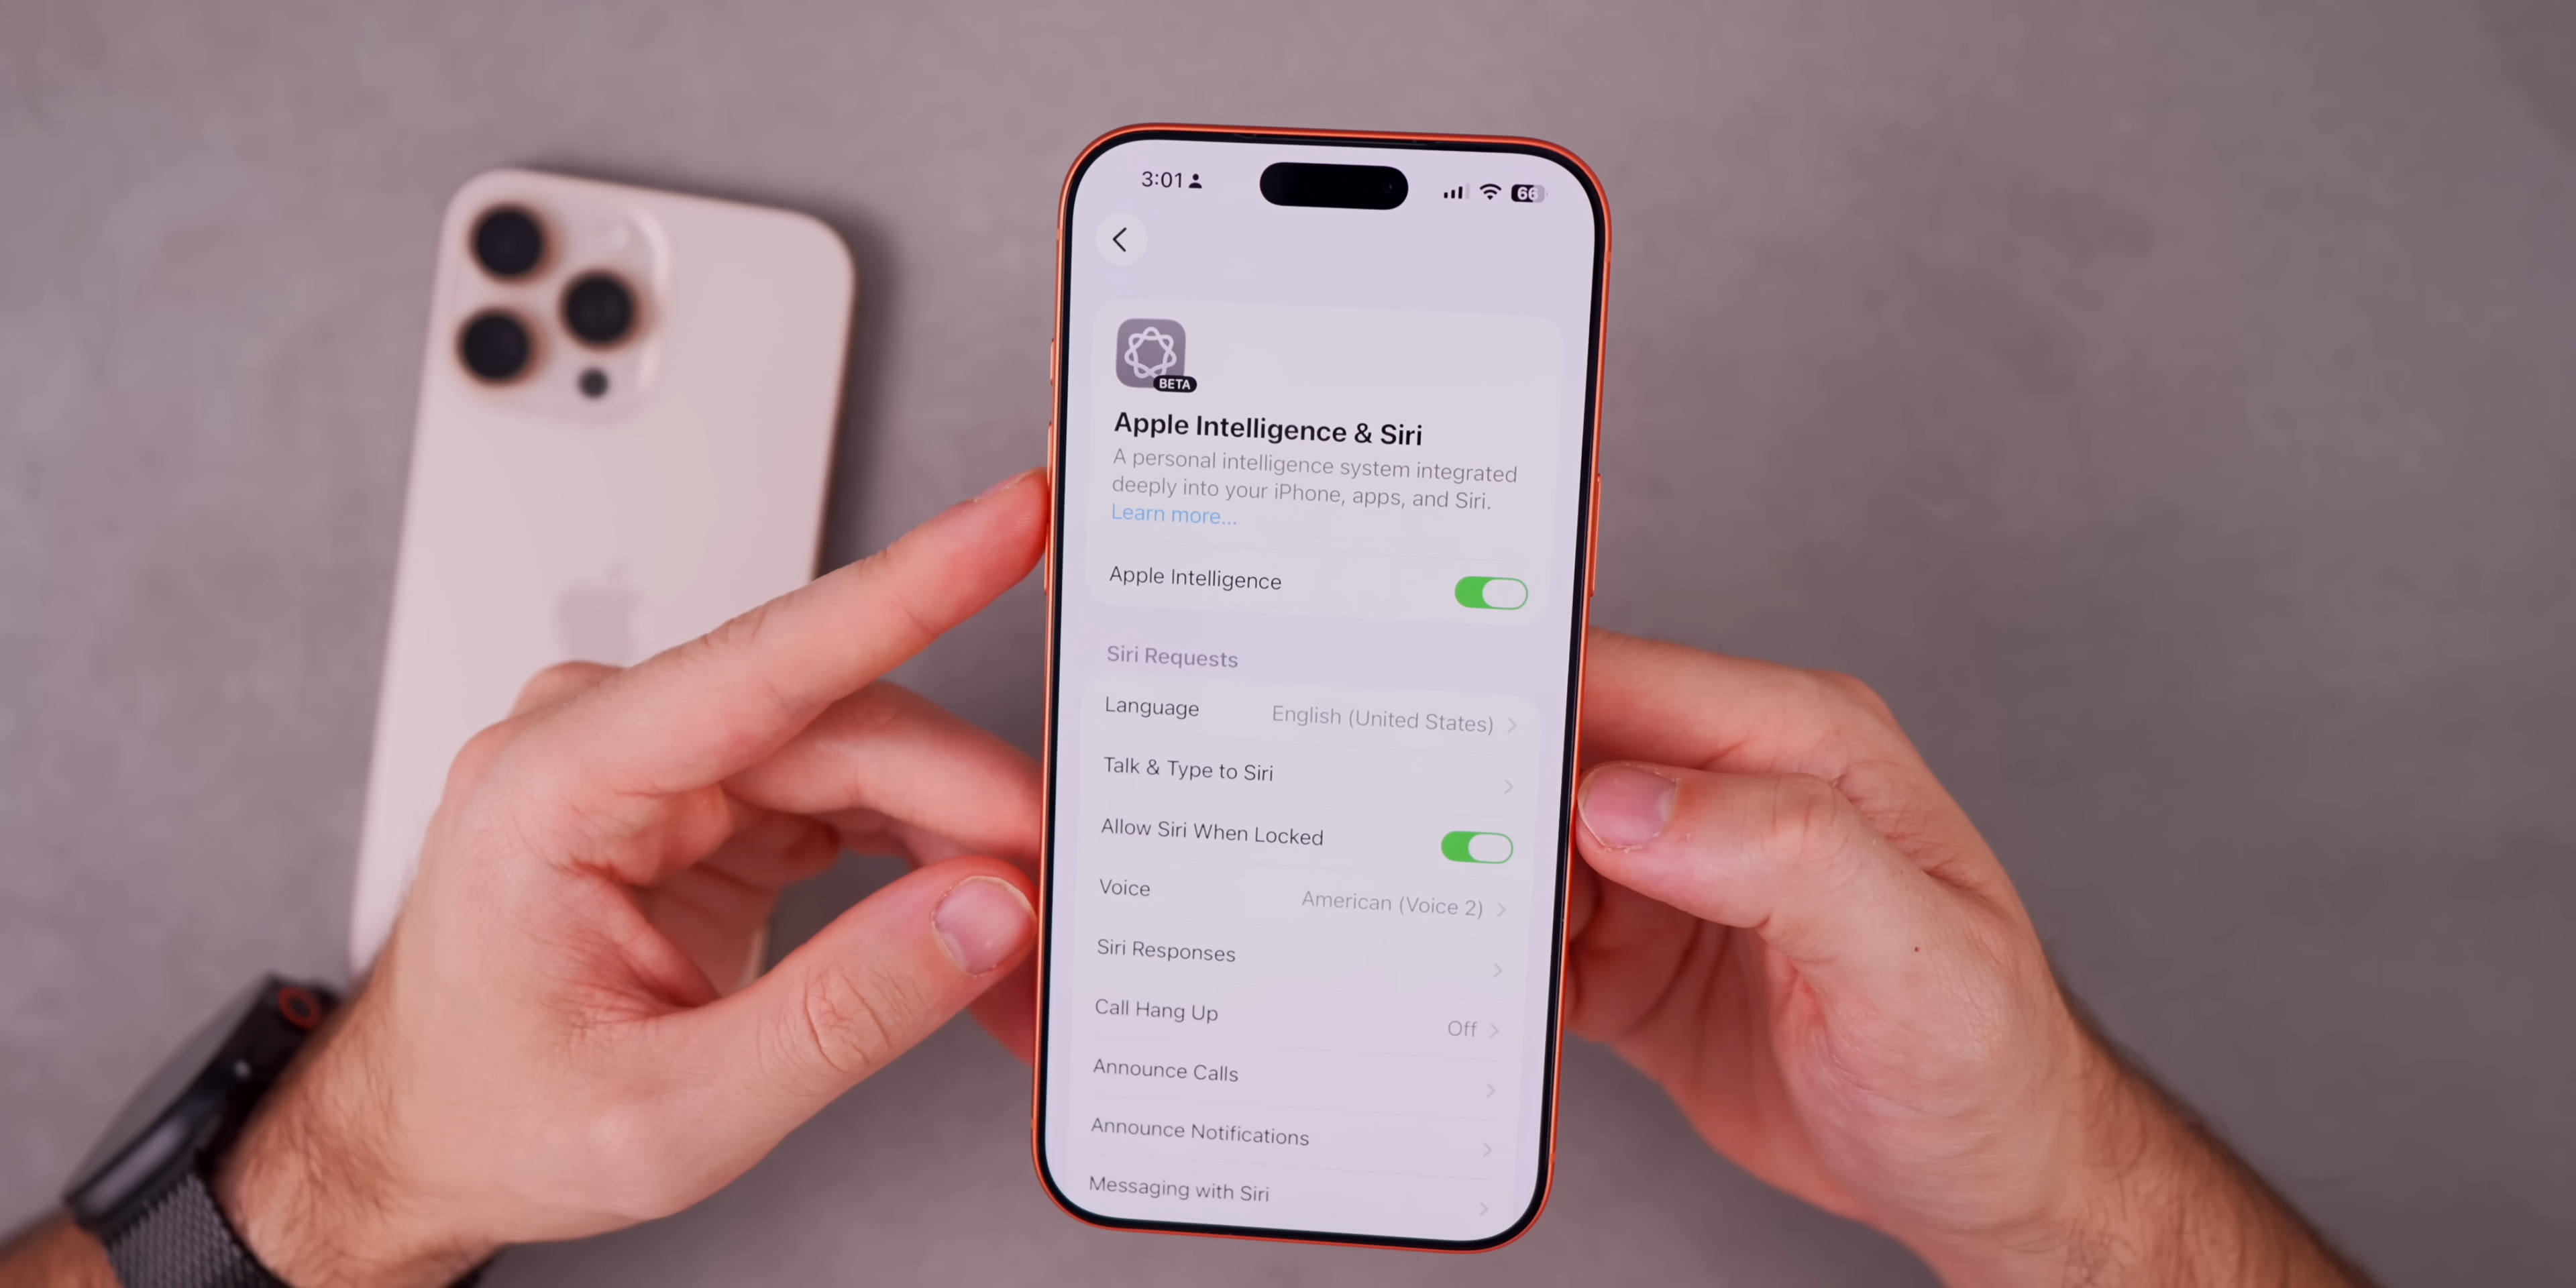 3:01
66
BETA
Apple Intelligence & Siri
A personal intelligence system integrated
deeply into your iPhone, apps, and Siri.
Learn more...
Apple Intelligence
Siri Requests
Language English (United States)
Talk & Type to Siri
Allow Siri When Locked
Voice American (Voice 2)
Siri Responses
Call Hang Up Off
Announce Calls
Announce Notifications
Messaging with Siri